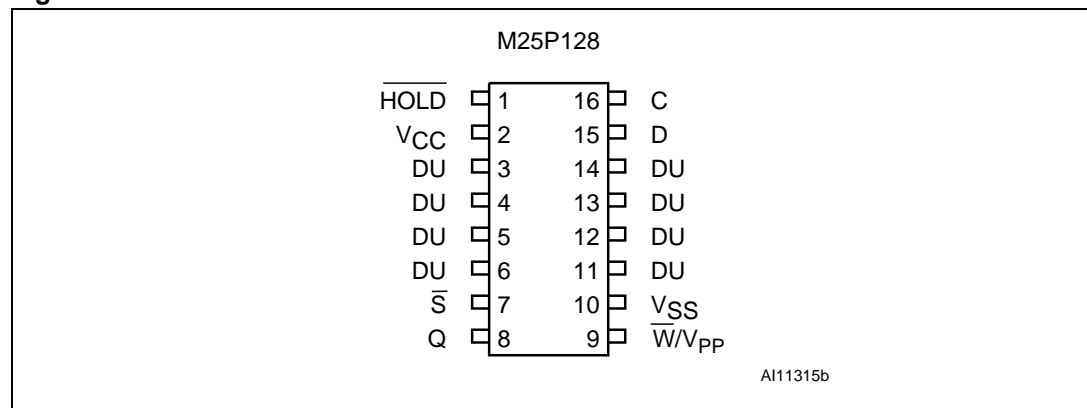 M25P128
HOLD 1 16 C
VCC 2 15 D
DU 3 14 DU
DU 4 13 DU
DU 5 12 DU
DU 6 11 DU
S 7 10 VSS
Q 8 9 W/VPP
AI11315b